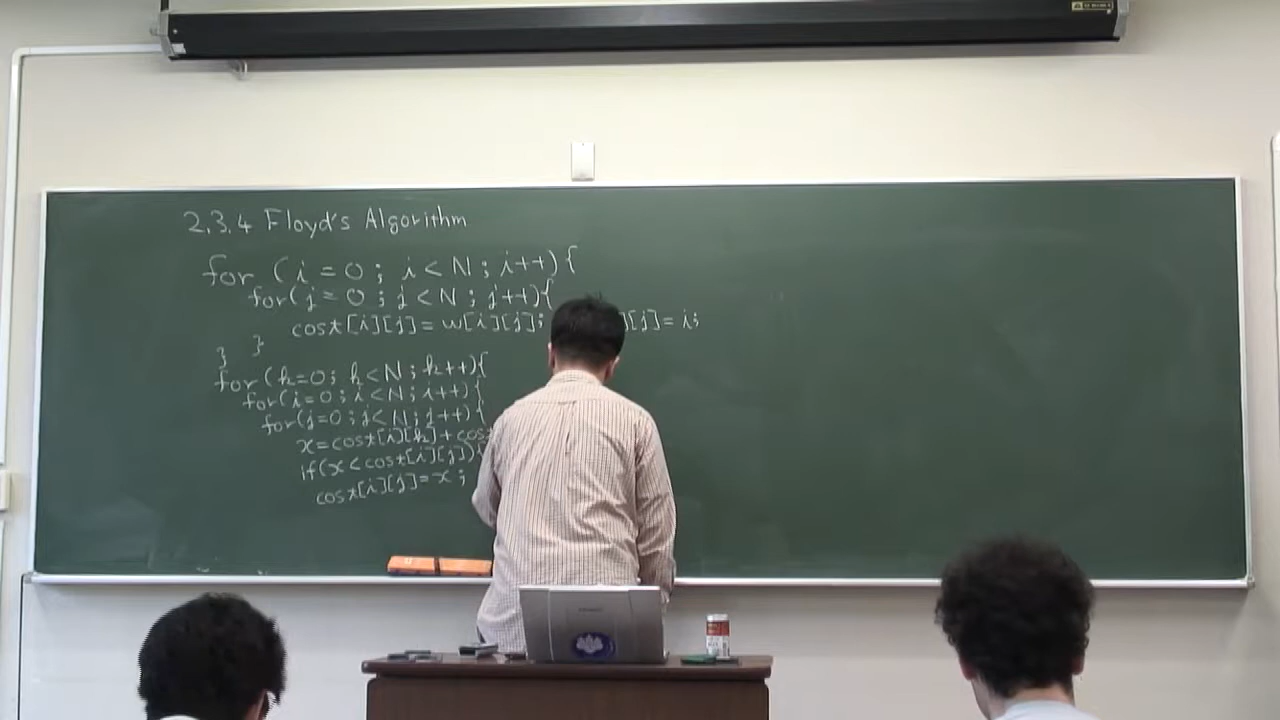 2.3.4 Floyd's Algorithm
for (i = 0 ; i < N ; i++) {
for(j = 0 ; j < N ; j++){
cost[i][j] = w[i][j]; ][j] = i;
} }
for (k=0 ; k<N ; k++){
for(i=0 ; i<N ; i++) {
for(j=0 ; j<N ; j++) {
x=cost[i][k]+cos
if(x<cost[i][j]){
cost[i][j]=x ;